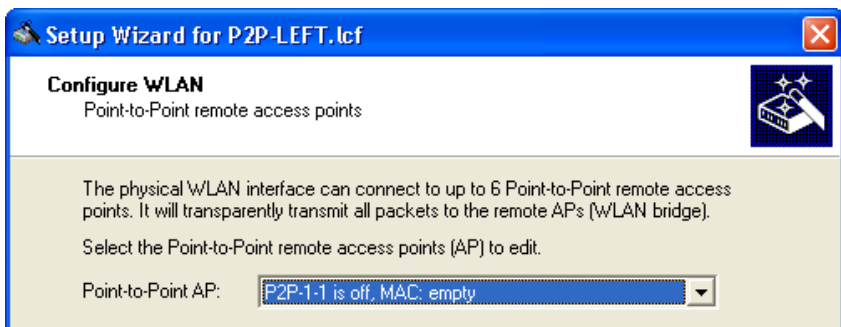 Setup Wizard for P2P-LEFT.lcf
Configure WLAN
Point-to-Point remote access points
The physical WLAN interface can connect to up to 6 Point-to-Point remote access
points. It will transparently transmit all packets to the remote APs (WLAN bridge).
Select the Point-to-Point remote access points (AP) to edit.
Point-to-Point AP: P2P-1-1 is off, MAC: empty